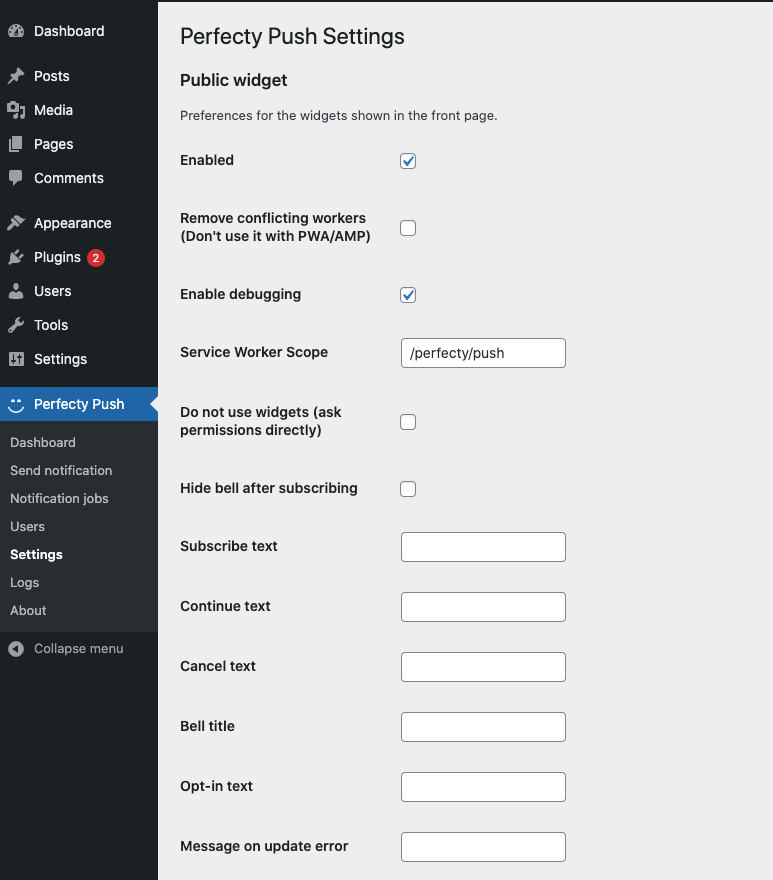 Dashboard
Posts
Media
Pages
Comments
Appearance
Plugins 2
Users
Tools
Settings
Perfecty Push
Dashboard
Send notification
Notification jobs
Users
Settings
Logs
About
Collapse menu
Perfecty Push Settings
Public widget
Preferences for the widgets shown in the front page.
Enabled
Remove conflicting workers
(Don't use it with PWA/AMP)
Enable debugging
Service Worker Scope
/perfecty/push
Do not use widgets (ask
permissions directly)
Hide bell after subscribing
Subscribe text
Continue text
Cancel text
Bell title
Opt-in text
Message on update error